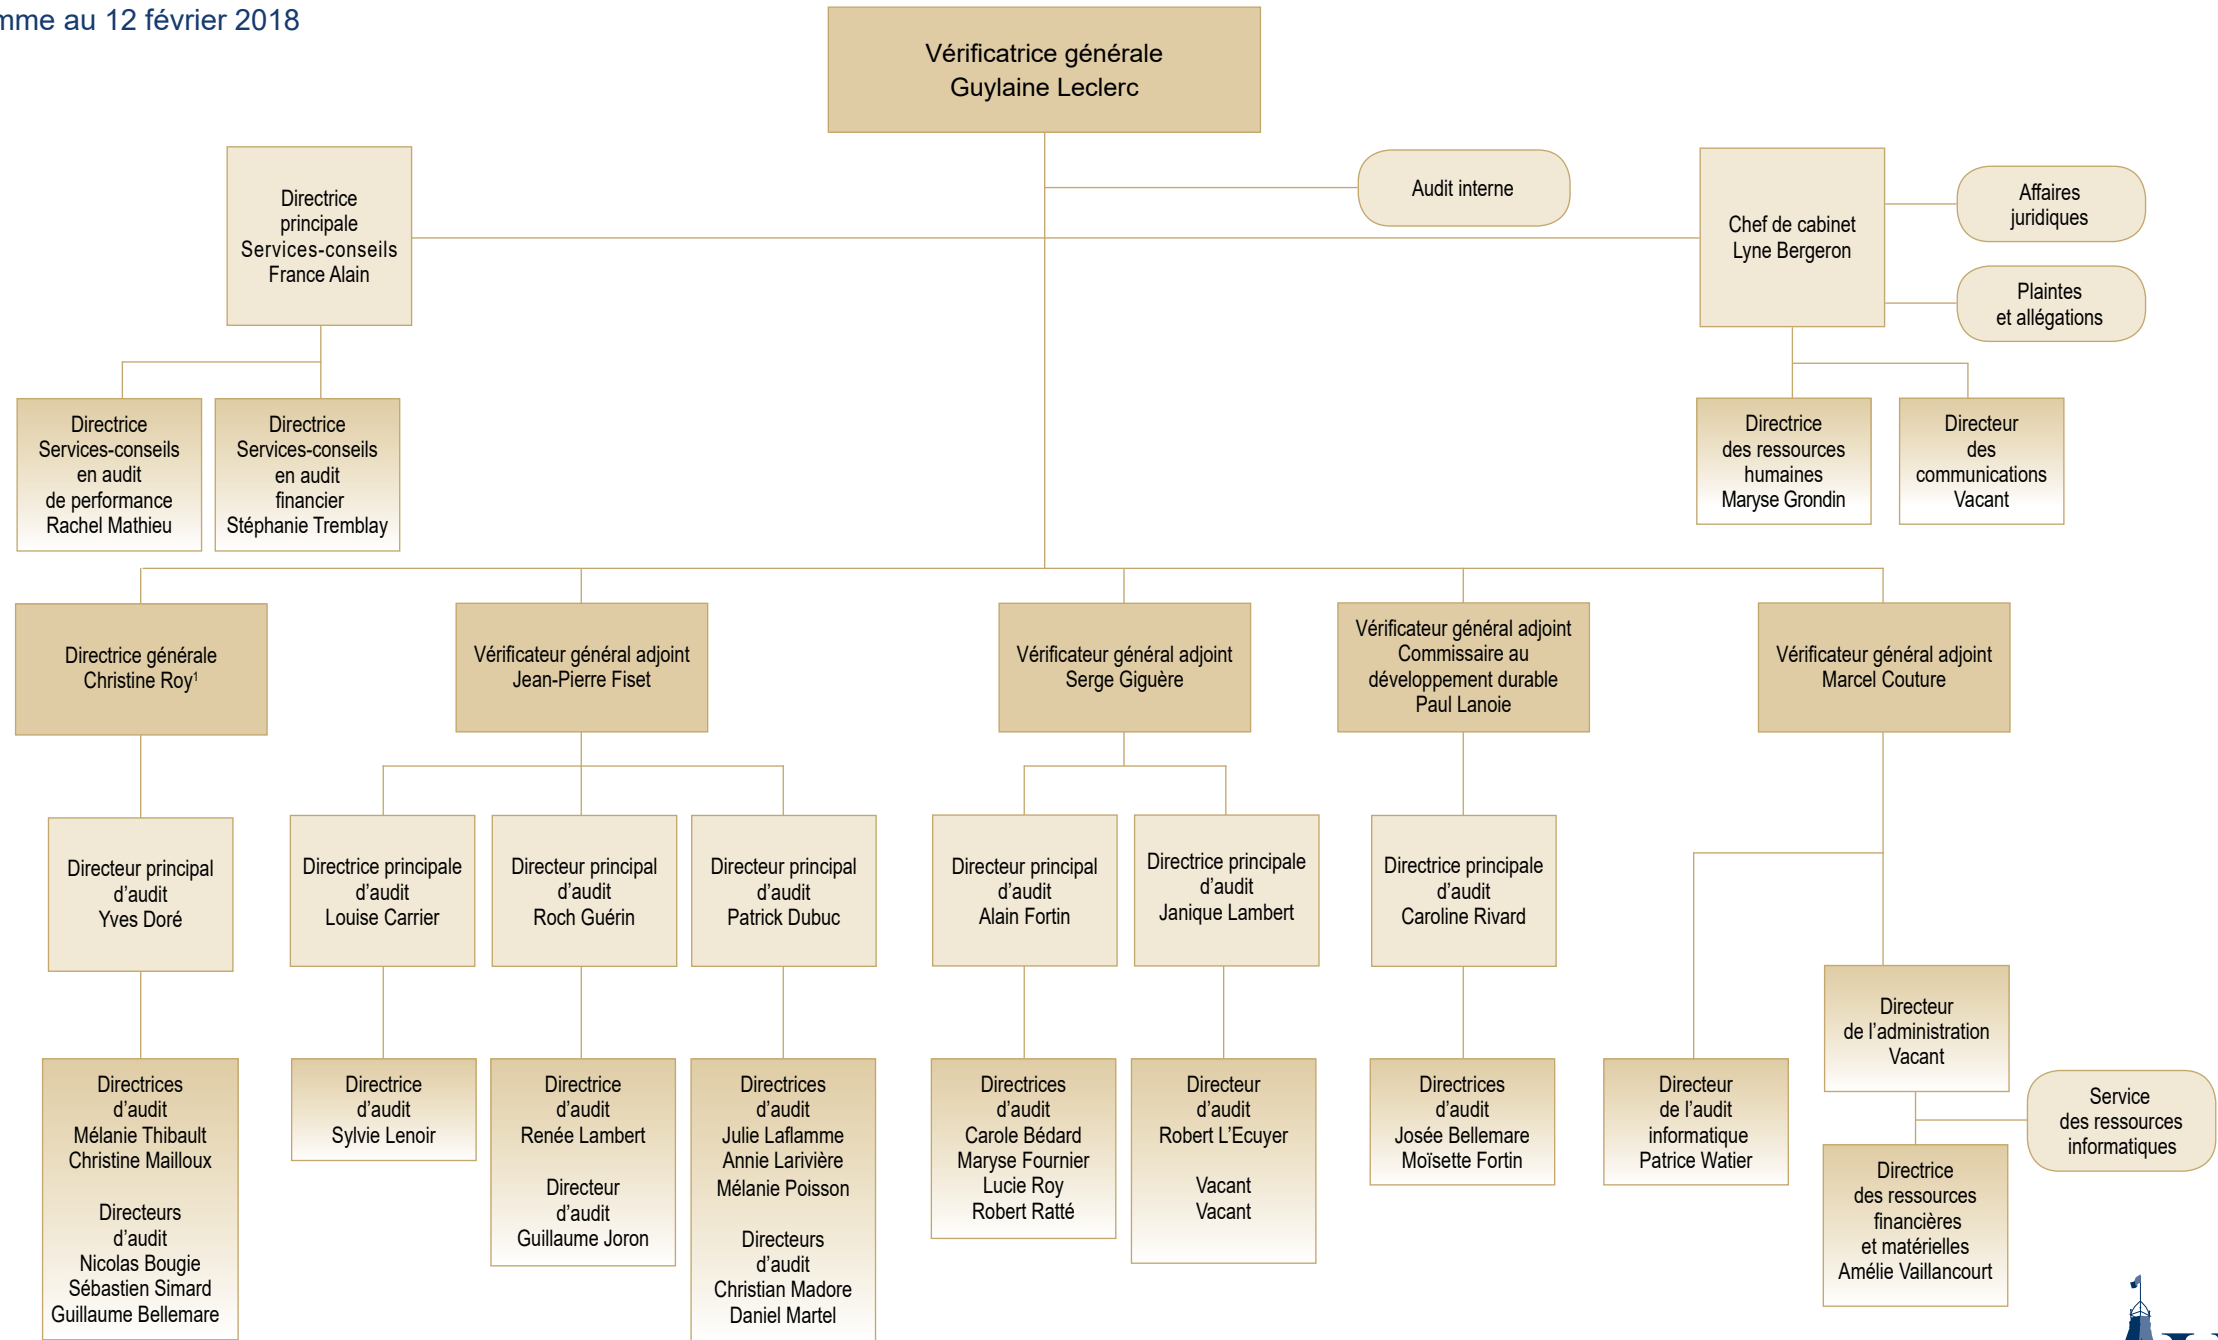 au 12 février 2018
Vérificatrice générale
Guylaine Leclerc
Audit interne
Directrice
principale
Services-conseils
France Alain
Chef de cabinet
Lyne Bergeron
Affaires
juridiques
Plaintes
et allégations
Directrice
Services-conseils
en audit
de performance
Rachel Mathieu
Directrice
Services-conseils
en audit
financier
Stéphanie Tremblay
Directrice
des ressources
humaines
Maryse Grondin
Directeur
des
communications
Vacant
Directrice générale
Christine Roy¹
Vérificateur général adjoint
Jean-Pierre Fiset
Vérificateur général adjoint
Serge Giguère
Vérificateur général adjoint
Commissaire au
développement durable
Paul Lanoie
Vérificateur général adjoint
Marcel Couture
Directeur principal
d’audit
Yves Doré
Directrice principale
d’audit
Louise Carrier
Directeur principal
d’audit
Roch Guérin
Directeur principal
d’audit
Patrick Dubuc
Directeur principal
d’audit
Alain Fortin
Directrice principale
d’audit
Janique Lambert
Directrice principale
d’audit
Caroline Rivard
Directeur
de l’administration
Vacant
Directrices
d’audit
Mélanie Thibault
Christine Mailloux
Directeurs
d’audit
Nicolas Bougie
Sébastien Simard
Guillaume Bellemare
Directrice
d’audit
Sylvie Lenoir
Directrice
d’audit
Renée Lambert
Directeur
d’audit
Guillaume Joron
Directrices
d’audit
Julie Laflamme
Annie Larivière
Mélanie Poisson
Directeurs
d’audit
Christian Madore
Daniel Martel
Directrices
d’audit
Carole Bédard
Maryse Fournier
Lucie Roy
Robert Ratté
Directeur
d’audit
Robert L’Ecuyer
Vacant
Vacant
Directrices
d’audit
Josée Bellemare
Moïsette Fortin
Directeur
de l’audit
informatique
Patrice Watier
Service
des ressources
informatiques
Directrice
des ressources
financières
et matérielles
Amélie Vaillancourt